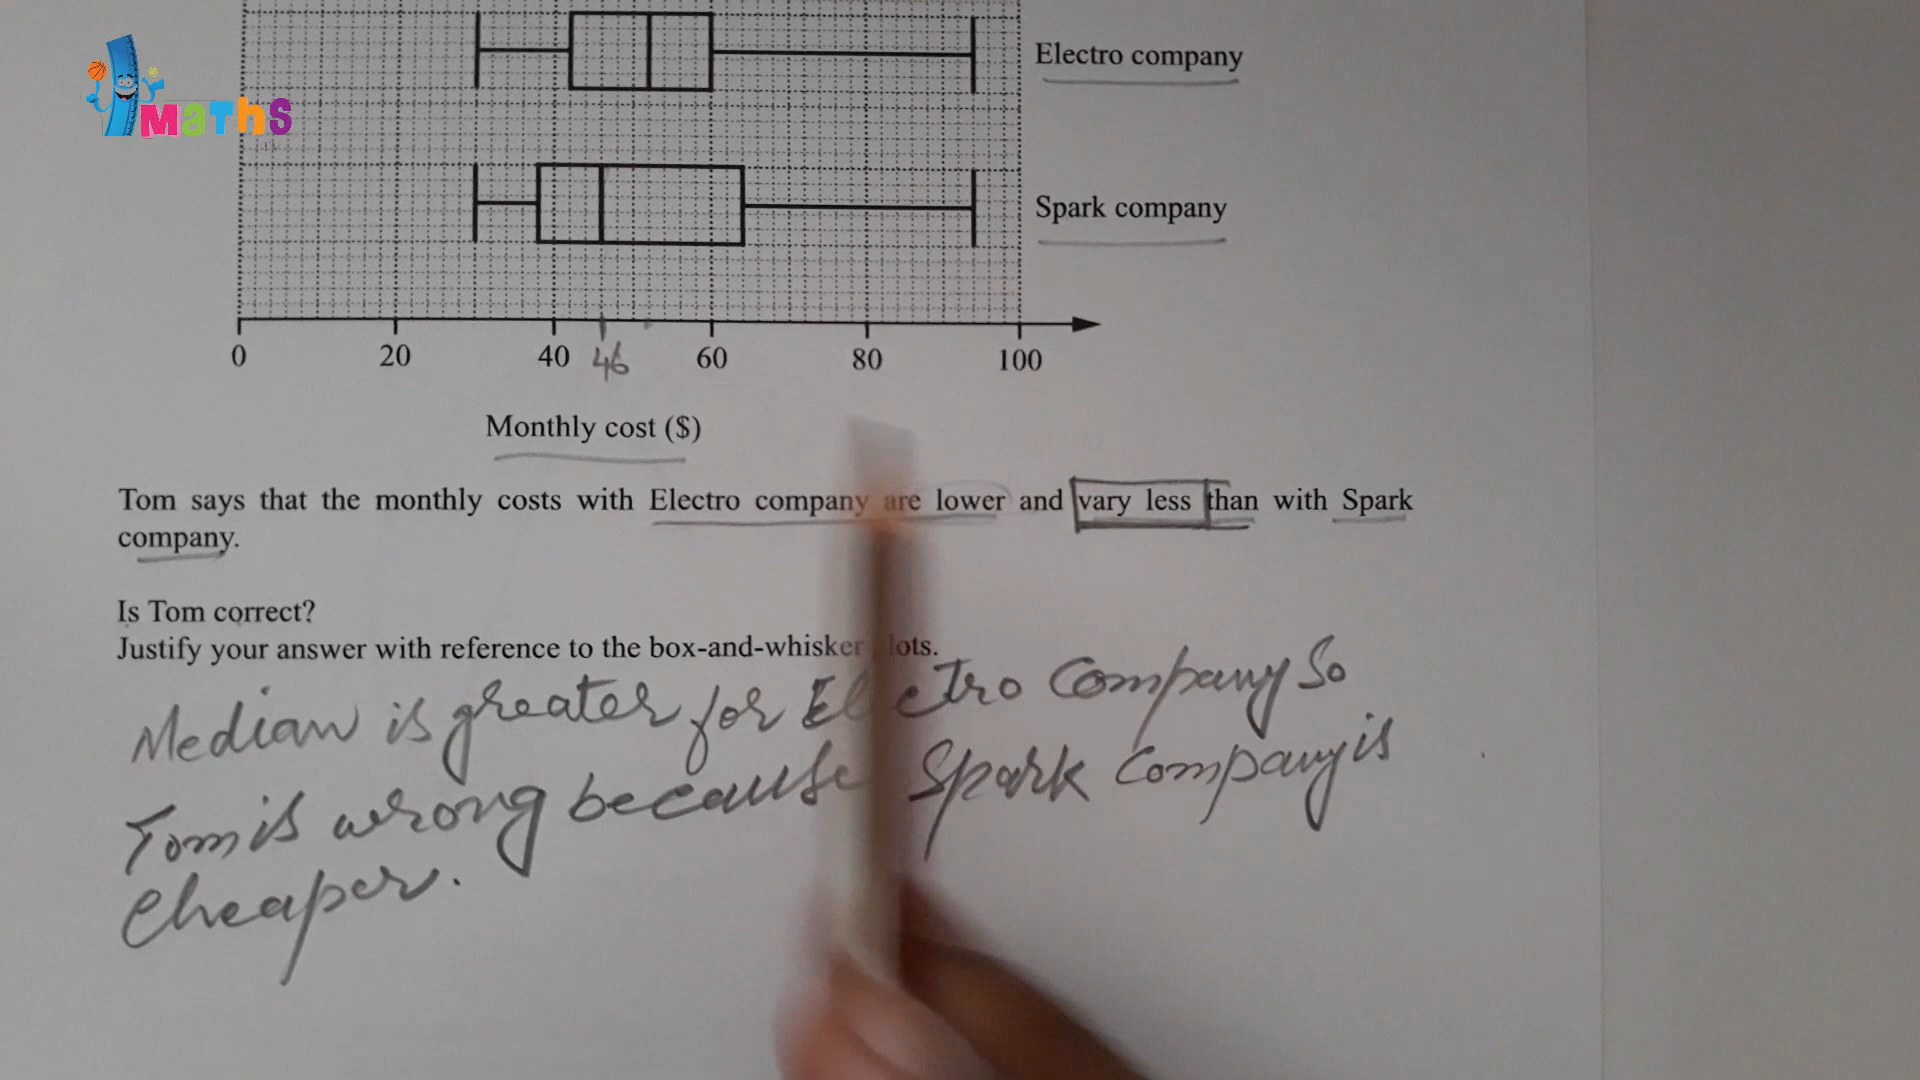 Maths
Electro company
Spark company
0 20 40 46 60 80 100
Monthly cost ($)
Tom says that the monthly costs with Electro company are lower and vary less than with Spark
company.
Is Tom correct?
Justify your answer with reference to the box-and-whisker lots.
Median is greater for Electro Company So
Tom is wrong because Spark Company is
Cheaper.